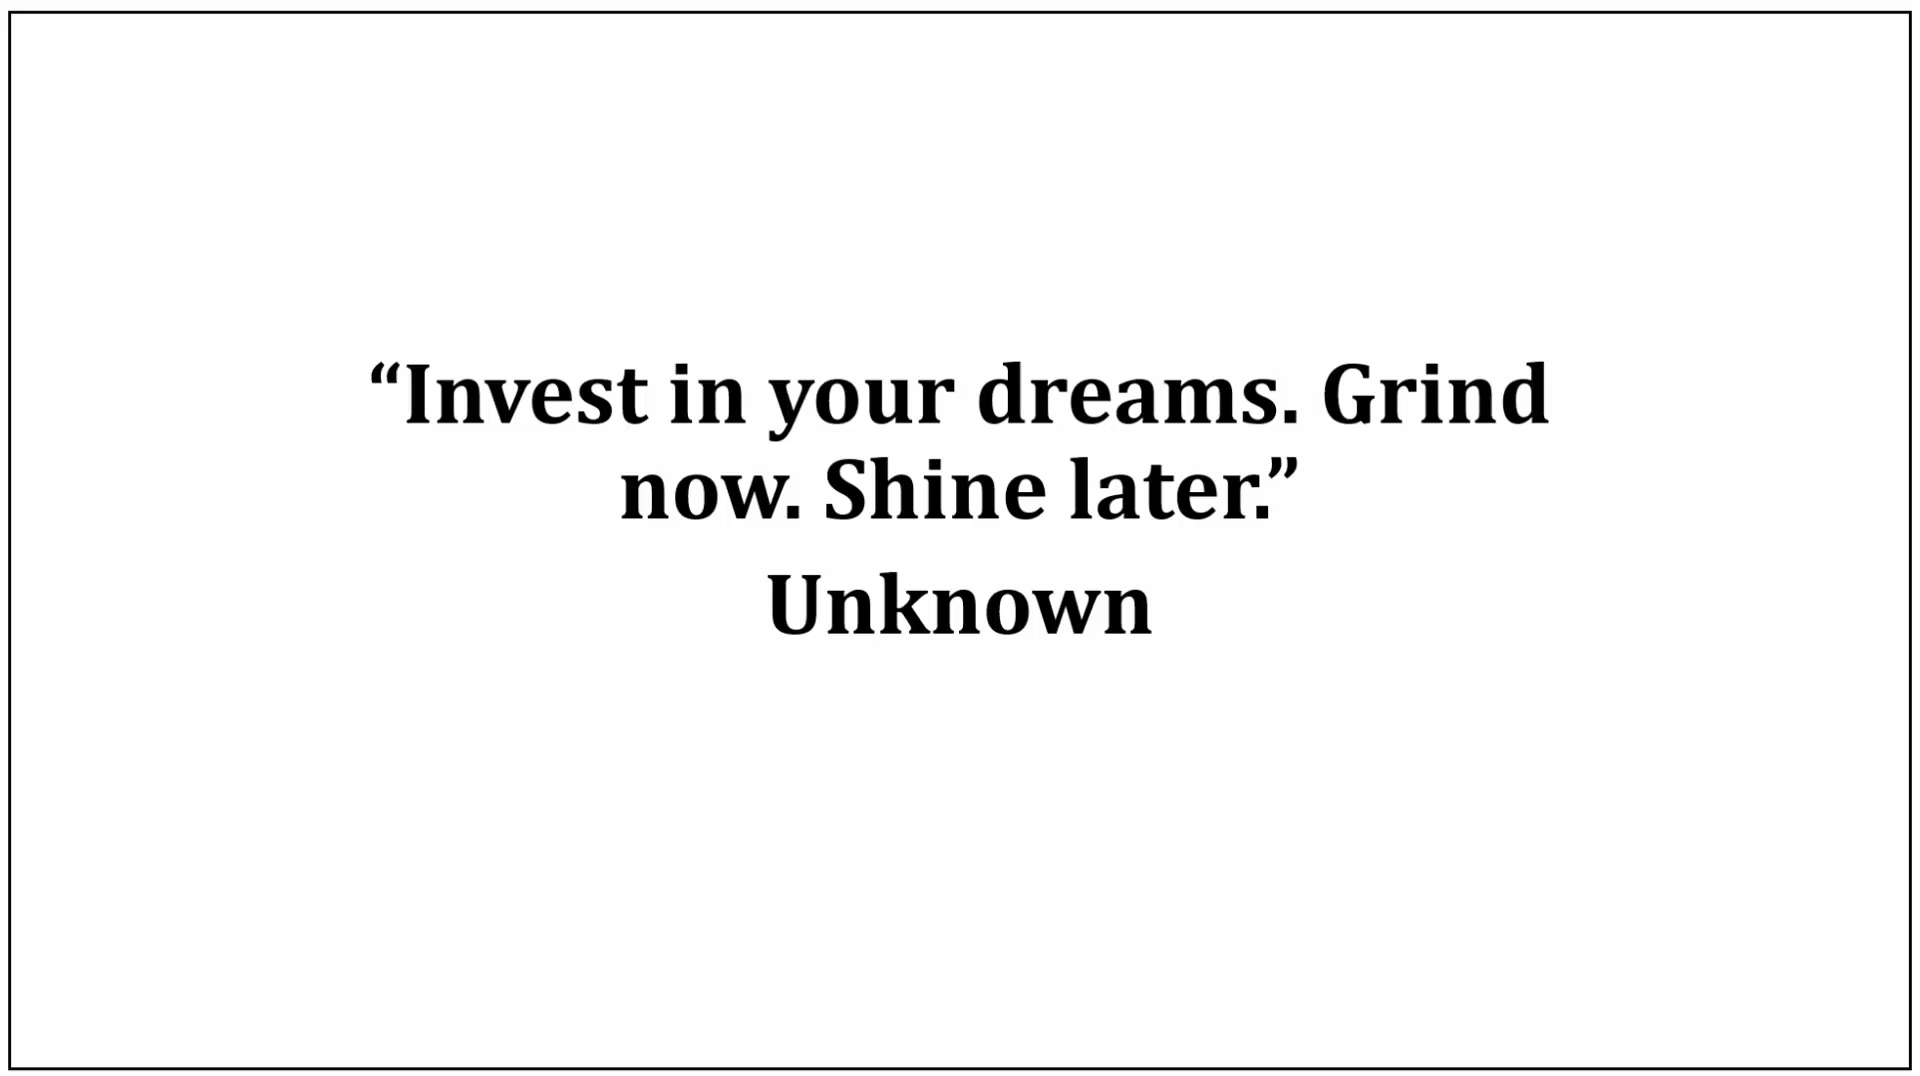 “Invest in your dreams. Grind
now. Shine later.”
Unknown